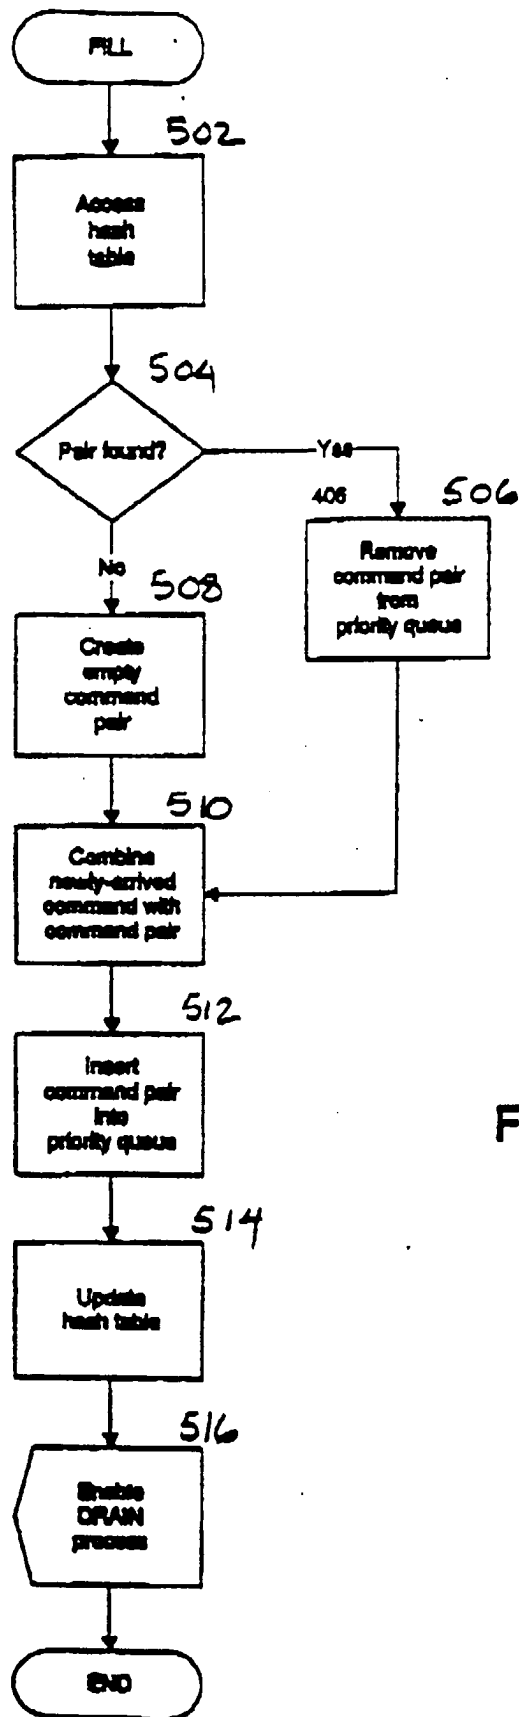 FILL
502
Access
hash
table
504
Pair found?
Yes
406
506
Remove
command pair
from
priority queue
No
508
Create
empty
command
pair
510
Combine
newly-arrived
command with
command pair
512
Insert
command pair
into
priority queue
F
514
Update
hash table
516
Enable
DRAIN
process
END